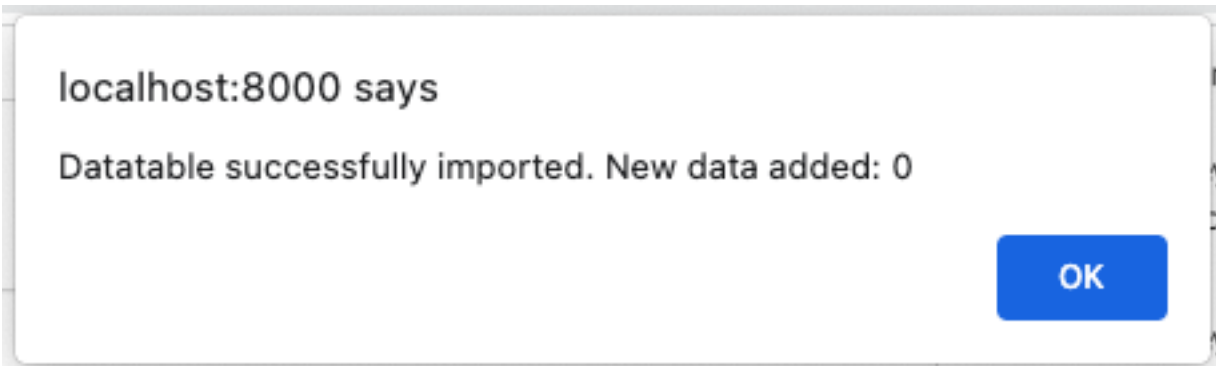 localhost:8000 says
Datatable successfully imported. New data added: 0
OK